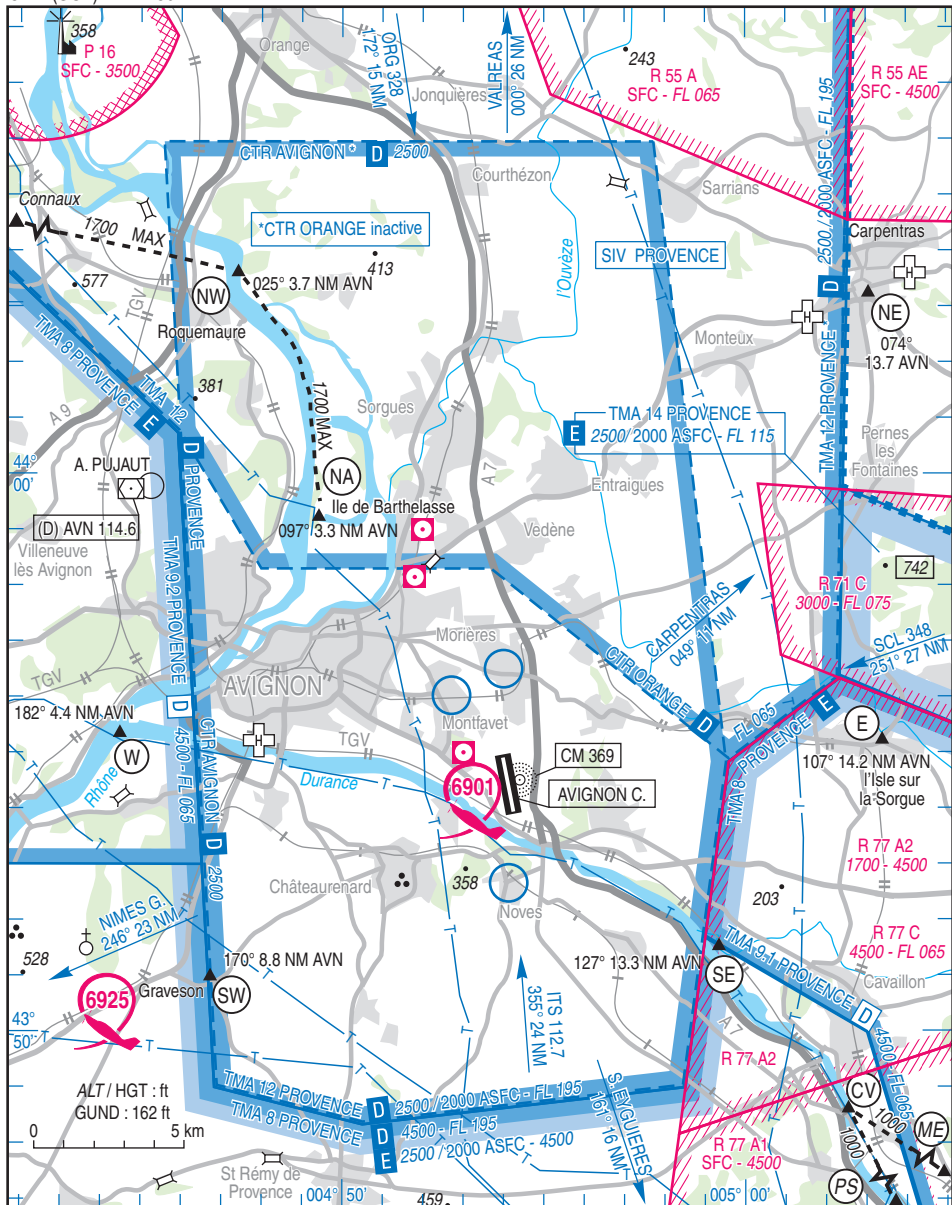 358
P 16
SFC - 3500
Orange
ORG 328
172° 15 NM
VALREAS
000° 26 NM
243
R 55 A
SFC - FL 065
R 55 AE
SFC - 4500
Jonquières
2500/2000 ASFC - FL 195
CTR AVIGNON * D 2500
Courthézon
Sarrians
Connaux
1700 MAX
*CTR ORANGE inactive
413
SIV PROVENCE
Carpentras
577
TGV
NW
025° 3.7 NM AVN
Roquemaure
l'Ouvèze
D
H
H
NE
074°
13.7 AVN
Monteux
TMA 8 PROVENCE E
TMA 12
D PROVENCE
381
A 9
1700 MAX
Sorgues
A7
TMA 14 PROVENCE
E 2500/ 2000 ASFC - FL 115
TMA 12 PROVENCE *
Pernes
les
Fontaines
44°
00'
A. PUJAUT
(D) AVN 114.6
NA
Ile de Barthelasse
097° 3.3 NM AVN
Entraigues
Vedène
Villeneuve
lès Avignon
742
R 71 C
3000 - FL 075
TMA 9.2 PROVENCE D
4500 - FL 065
CARPENTRAS
049° 11 NM
SCL 348
251° 27 NM
Morières
CTR ORANGE D
TGV
AVIGNON
Montfavet
FL 065
TMA 8 PROVENCE E
182° 4.4 NM AVN
W
Rhône
CTR AVIGNON D
2500
H
TGV
Durance
6901
CM 369
AVIGNON C.
E
107° 14.2 NM AVN
l'Isle sur
la Sorgue
R 77 A2
1700 - 4500
Châteaurenard
358
Noves
203
NIMES G.
246° 23 NM
R 77 C
4500 - FL 065
528
170° 8.8 NM AVN
SW
Graveson
6925
127° 13.3 NM AVN
SE
TMA 9.1 PROVENCE D
4500 - FL 065
Cavaillon
ITS 112.7
355° 24 NM
43°
50'
A 7
R 77 A2
ALT / HGT : ft
GUND : 162 ft
0 5 km
TMA 12 PROVENCE D 2500/ 2000 ASFC - FL 195
TMA 8 PROVENCE D 4500 - FL 195
E 2500/ 2000 ASFC - 4500
S. EYGUIERES
161° 16 NM
CV
1000
ME
1000
PS
R 77 A1
SFC - 4500
St Rémy de
Provence
004° 50'
459
005° 00'
T